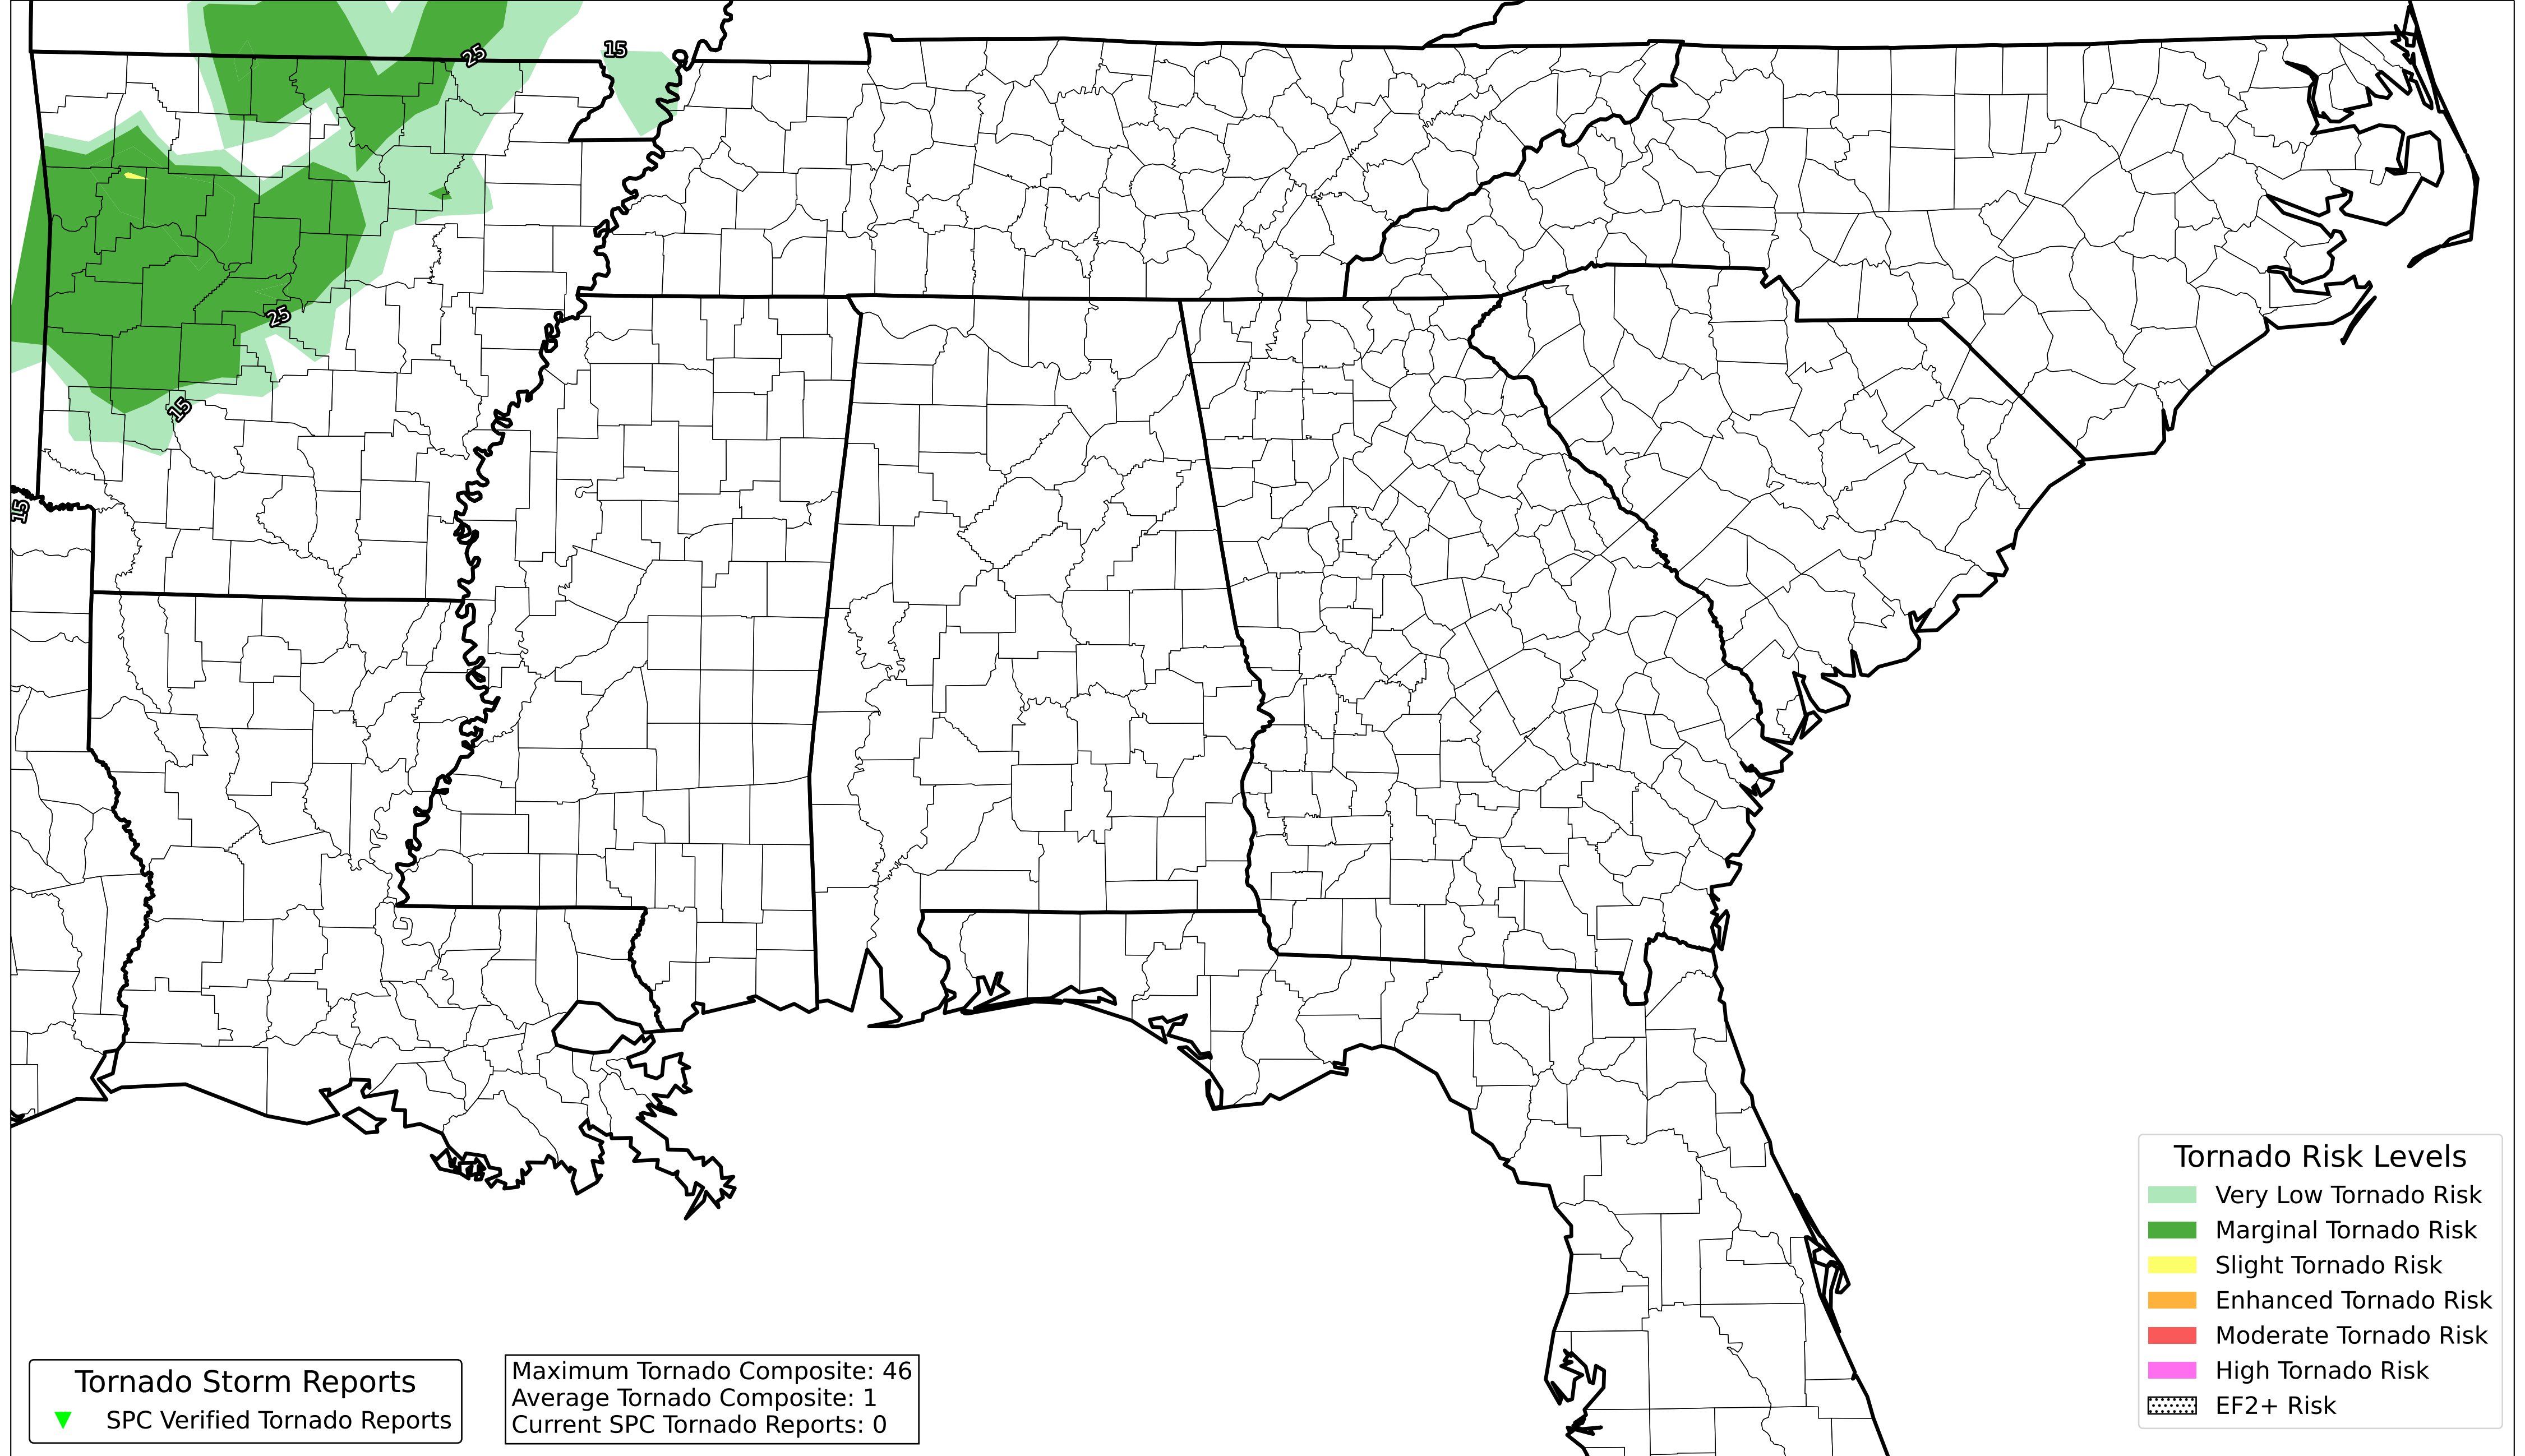 25
15
25
15
15
Tornado Risk Levels
Very Low Tornado Risk
Marginal Tornado Risk
Slight Tornado Risk
Enhanced Tornado Risk
Moderate Tornado Risk
High Tornado Risk
EF2+ Risk
Tornado Storm Reports
SPC Verified Tornado Reports
Maximum Tornado Composite: 46
Average Tornado Composite: 1
Current SPC Tornado Reports: 0